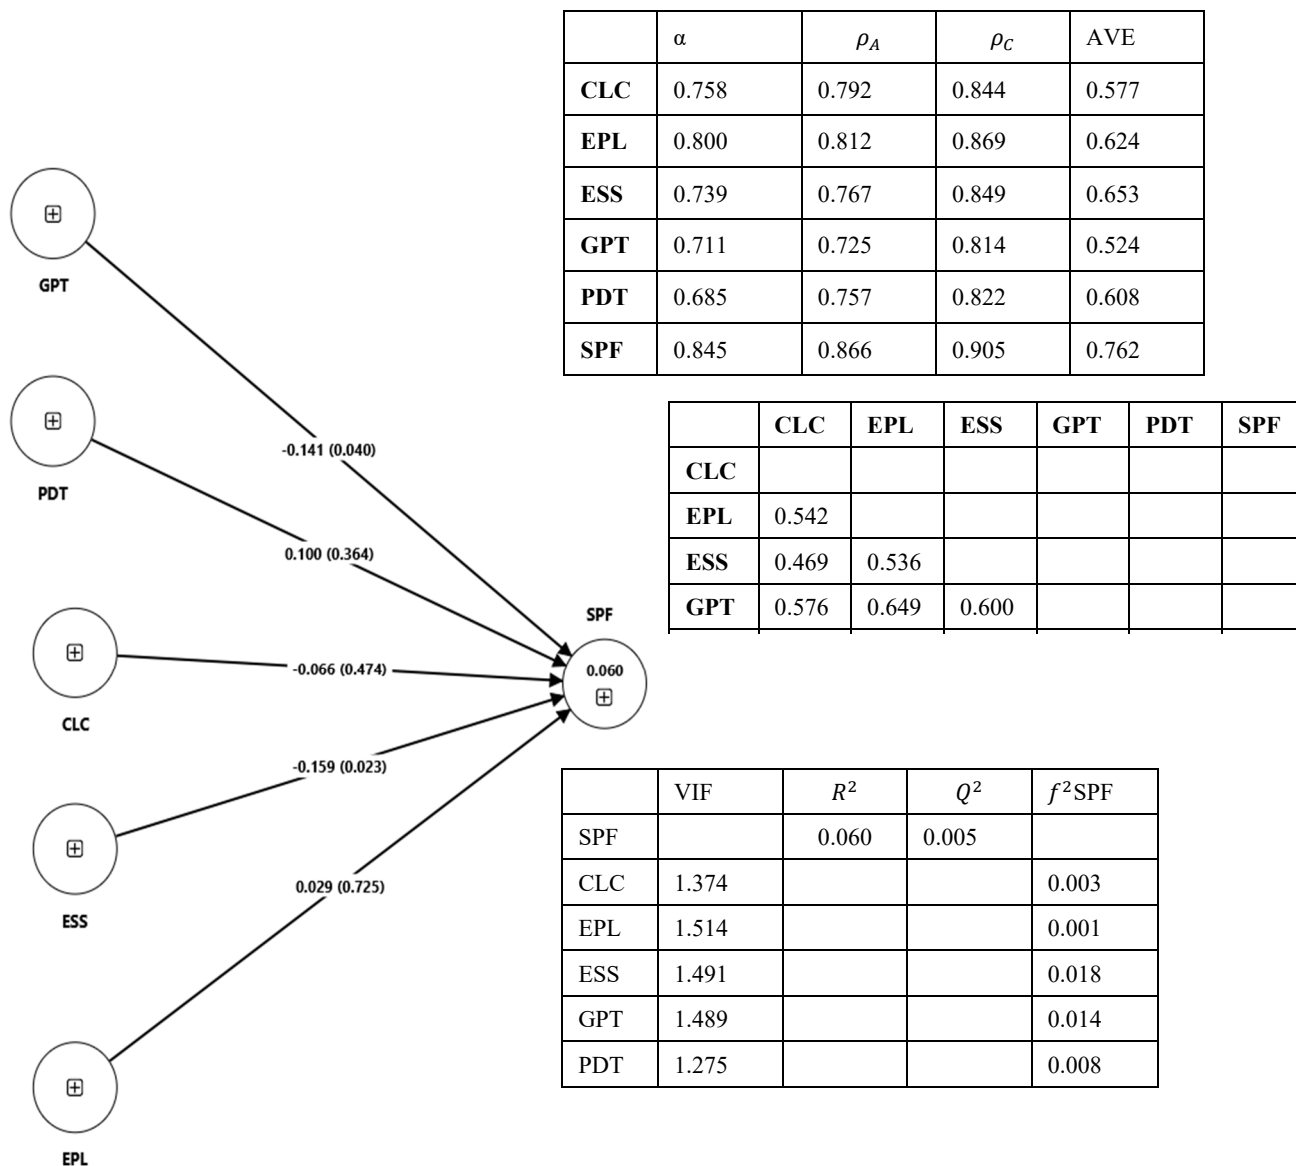 α ρA ρC AVE
CLC 0.758 0.792 0.844 0.577
EPL 0.800 0.812 0.869 0.624
ESS 0.739 0.767 0.849 0.653
GPT 0.711 0.725 0.814 0.524
PDT 0.685 0.757 0.822 0.608
SPF 0.845 0.866 0.905 0.762
CLC EPL ESS GPT PDT SPF
CLC
EPL 0.542
ESS 0.469 0.536
GPT 0.576 0.649 0.600
GPT
-0.141 (0.040)
PDT
0.100 (0.364)
SPF
0.060
-0.066 (0.474)
CLC
-0.159 (0.023)
ESS
0.029 (0.725)
EPL
VIF R² Q² f²SPF
SPF 0.060 0.005
CLC 1.374 0.003
EPL 1.514 0.001
ESS 1.491 0.018
GPT 1.489 0.014
PDT 1.275 0.008